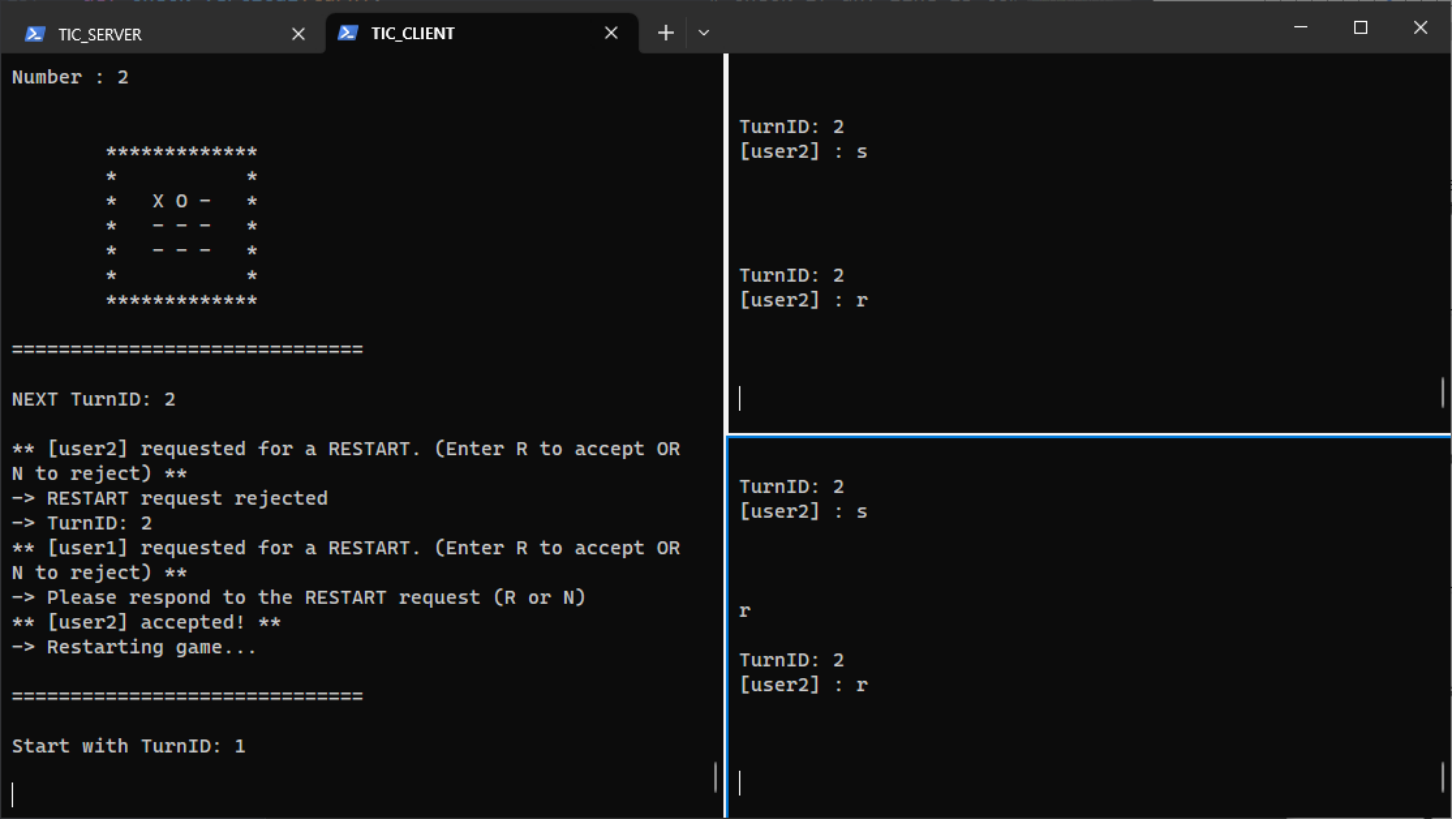 TIC_SERVER
TIC_CLIENT
Number : 2
*************
* *
* X O - *
* - - - *
* - - - *
* *
*************
==============================
NEXT TurnID: 2
** [user2] requested for a RESTART. (Enter R to accept OR
N to reject) **
-> RESTART request rejected
-> TurnID: 2
** [user1] requested for a RESTART. (Enter R to accept OR
N to reject) **
-> Please respond to the RESTART request (R or N)
** [user2] accepted! **
-> Restarting game...
==============================
Start with TurnID: 1
TurnID: 2
[user2] : s
TurnID: 2
[user2] : r
TurnID: 2
[user2] : s
r
TurnID: 2
[user2] : r